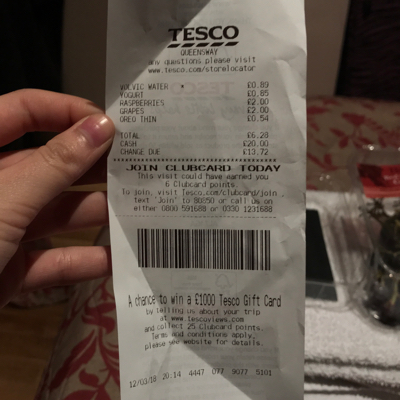 TESCO
QUEENSWAY
any questions please visit
www.tesco.com/storelocator
VOLVIC WATER * £0.89
YOGURT £0.85
RASPBERRIES £2.00
GRAPES £2.00
OREO THIN £0.54
TOTAL £6.28
CASH £20.00
CHANGE DUE £13.72
JOIN CLUBCARD TODAY
This visit could have earned you
6 Clubcard points.
To join, visit Tesco.com/clubcard/join
text 'Join' to 80850 or call us on
either 0800 591688 or 0330 1231688
A chance to win a £1000 Tesco Gift Card
by telling us about your trip
at www.tescoviews.com
and collect 25 Clubcard points.
Terms and conditions apply,
please see website for details.
12/03/18 20:14 4447 077 9077 5101